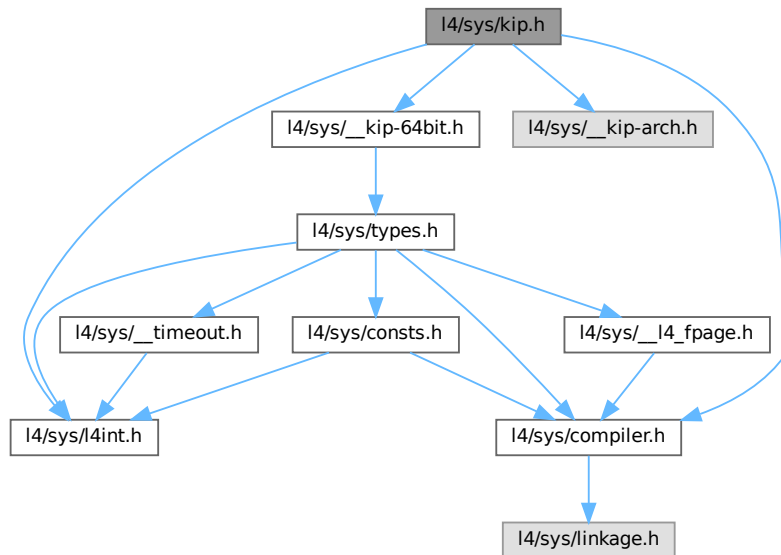 l4/sys/kip.h
l4/sys/__kip-64bit.h
l4/sys/__kip-arch.h
l4/sys/types.h
l4/sys/__timeout.h
l4/sys/consts.h
l4/sys/__l4_fpage.h
l4/sys/l4int.h
l4/sys/compiler.h
l4/sys/linkage.h